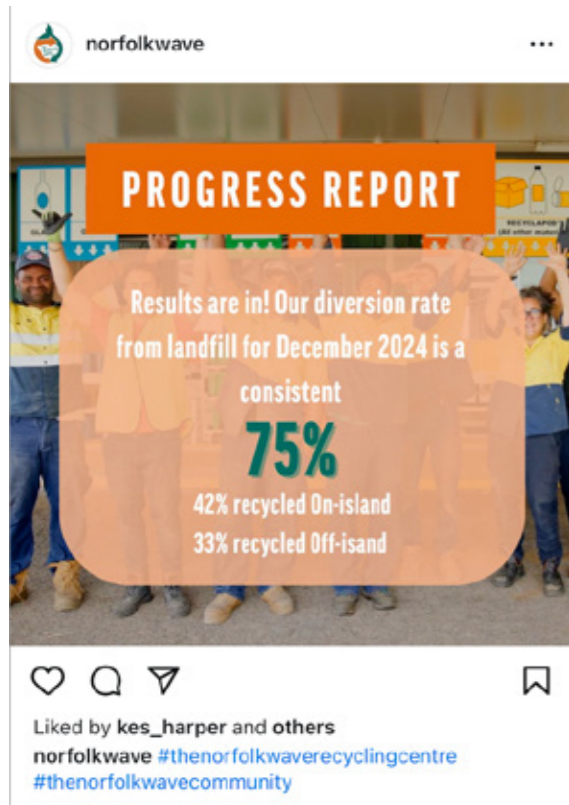 norfolkwave
PROGRESS REPORT
RECYCLAPOD
Results are in! Our diversion rate
from landfill for December 2024 is a
consistent
75%
42% recycled On-island
33% recycled Off-isand
Liked by kes_harper and others
norfolkwave #thenorfolkwaverecyclingcentre
#thenorfolkwavecommunity